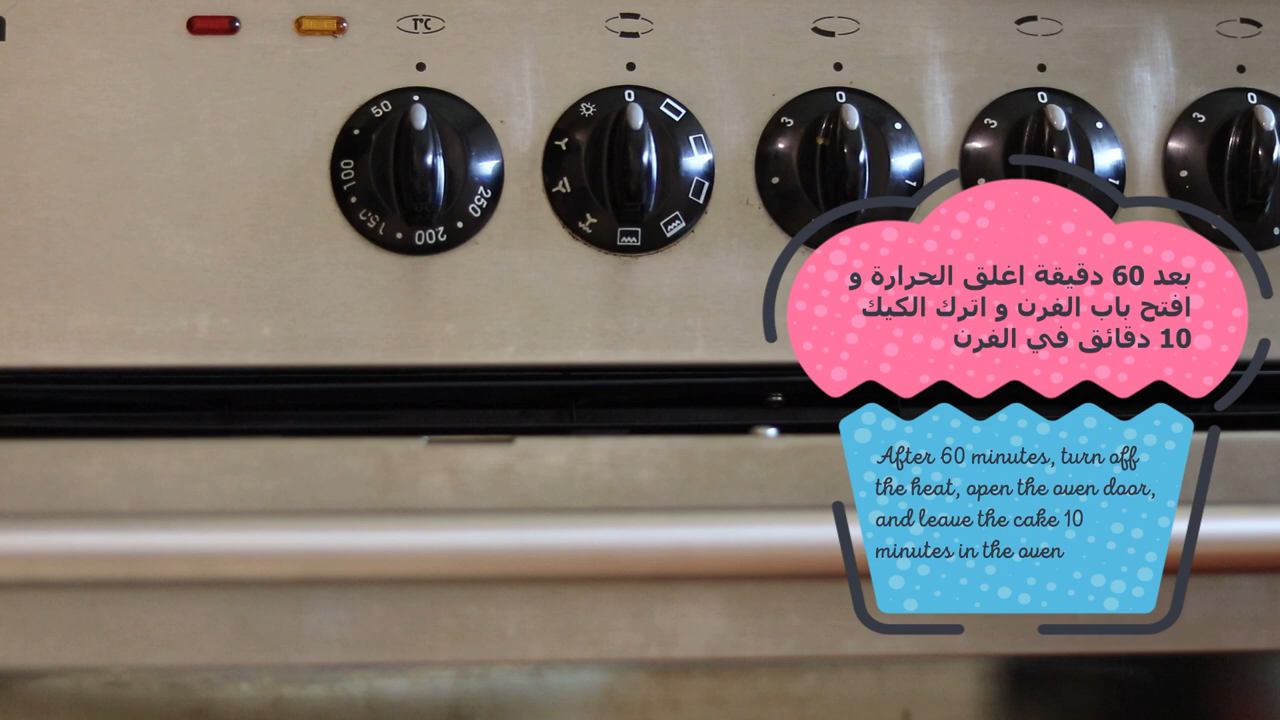 T°C
50
100
150
200
250
0
0
3
1
0
3
1
0
3
بعد 60 دقيقة اغلق الحرارة و
افتح باب الفرن و اترك الكيك
10 دقائق في الفرن
After 60 minutes, turn off
the heat, open the oven door,
and leave the cake 10
minutes in the oven